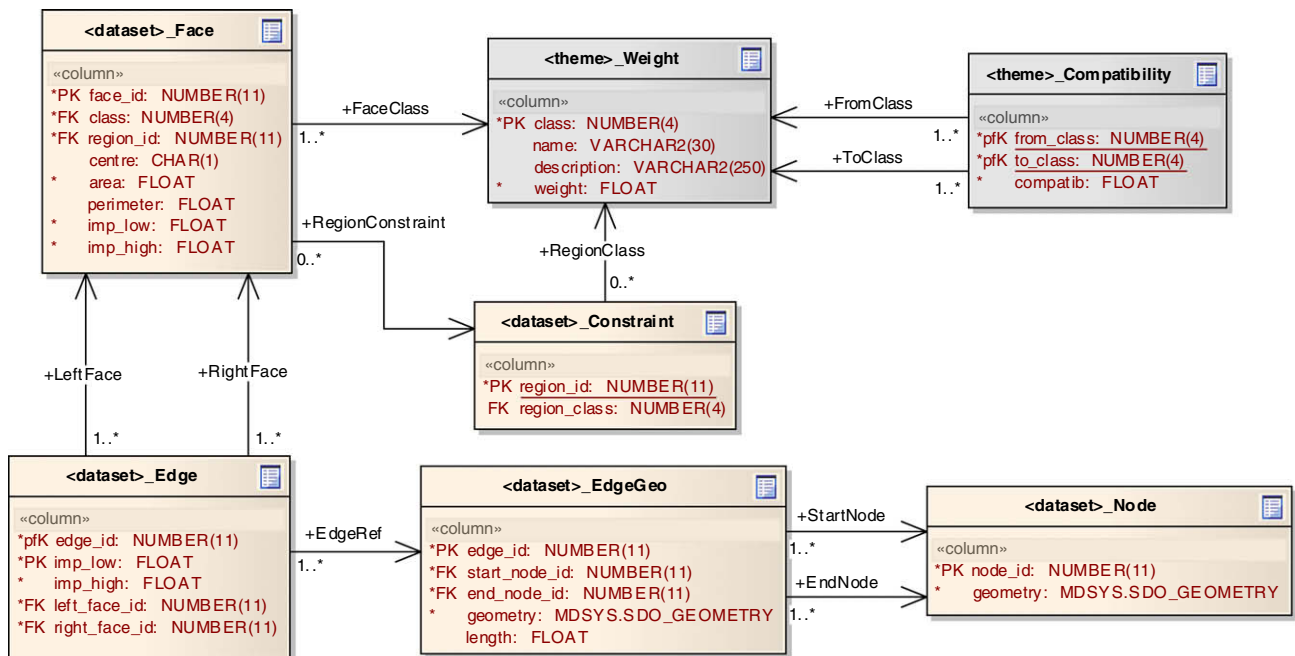 <dataset>_Face
«column»
*PK face_id: NUMBER(11)
*FK class: NUMBER(4)
*FK region_id: NUMBER(11)
centre: CHAR(1)
* area: FLOAT
perimeter: FLOAT
* imp_low: FLOAT
* imp_high: FLOAT
+FaceClass
1..*
<theme>_Weight
«column»
*PK class: NUMBER(4)
name: VARCHAR2(30)
description: VARCHAR2(250)
* weight: FLOAT
+FromClass
1..*
+ToClass
1..*
<theme>_Compatibility
«column»
*pfK from_class: NUMBER(4)
*pfK to_class: NUMBER(4)
* compatib: FLOAT
+RegionConstraint
0..*
+RegionClass
0..*
<dataset>_Constraint
«column»
*PK region_id: NUMBER(11)
FK region_class: NUMBER(4)
+LeftFace
1..*
+RightFace
1..*
<dataset>_Edge
«column»
*pfK edge_id: NUMBER(11)
*PK imp_low: FLOAT
* imp_high: FLOAT
*FK left_face_id: NUMBER(11)
*FK right_face_id: NUMBER(11)
+EdgeRef
1..*
<dataset>_EdgeGeo
«column»
*PK edge_id: NUMBER(11)
*FK start_node_id: NUMBER(11)
*FK end_node_id: NUMBER(11)
* geometry: MDSYS.SDO_GEOMETRY
length: FLOAT
+StartNode
1..*
+EndNode
1..*
<dataset>_Node
«column»
*PK node_id: NUMBER(11)
* geometry: MDSYS.SDO_GEOMETRY